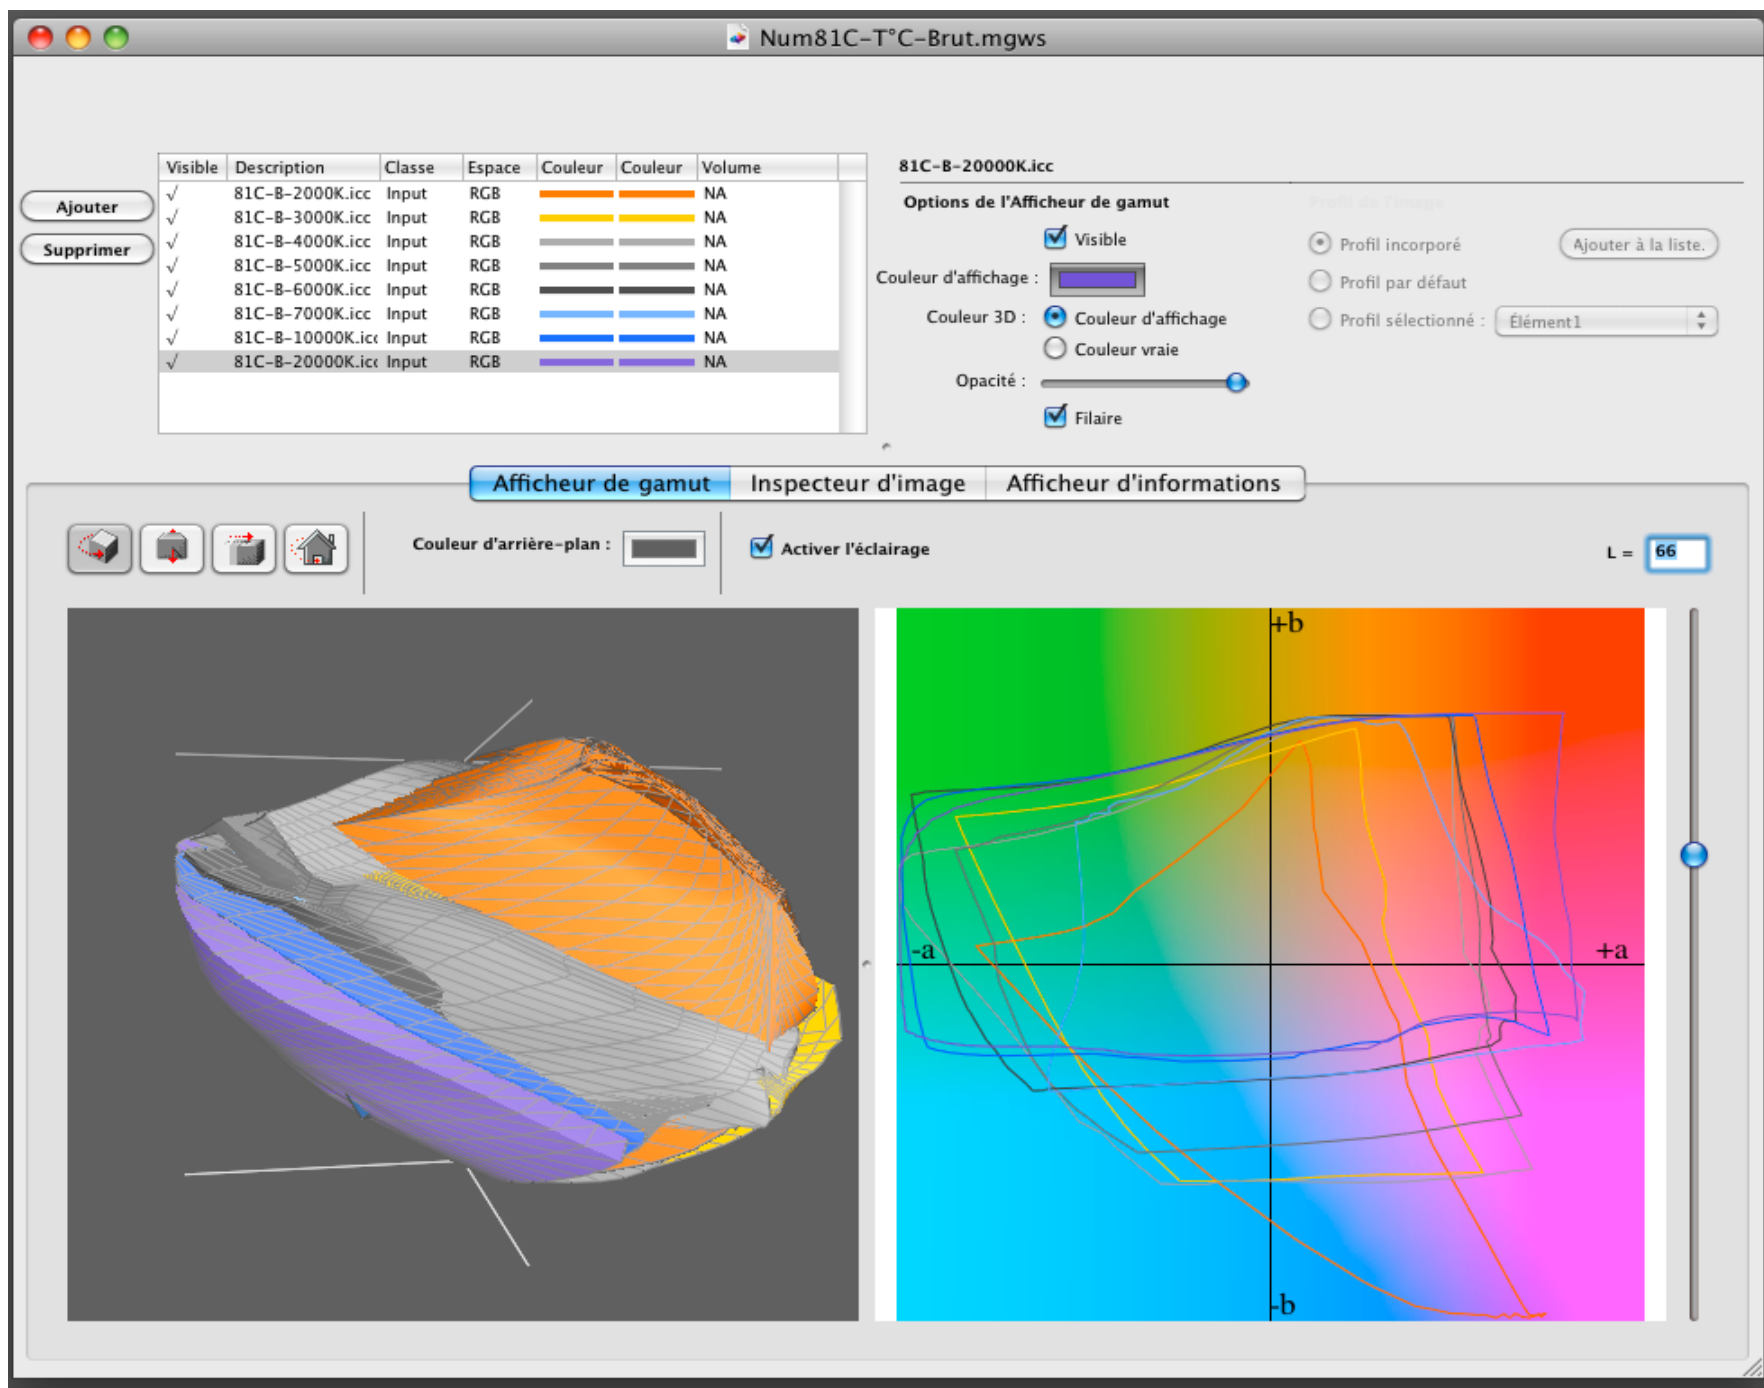 Num81C-T°C-Brut.mgws
Ajouter
Supprimer
Visible Description Classe Espace Couleur Couleur Volume
√ 81C-B-2000K.icc Input RGB NA
√ 81C-B-3000K.icc Input RGB NA
√ 81C-B-4000K.icc Input RGB NA
√ 81C-B-5000K.icc Input RGB NA
√ 81C-B-6000K.icc Input RGB NA
√ 81C-B-7000K.icc Input RGB NA
√ 81C-B-10000K.icc Input RGB NA
√ 81C-B-20000K.icc Input RGB NA
81C-B-20000K.icc
Options de l'Afficheur de gamut
Visible
Couleur d'affichage :
Couleur 3D : Couleur d'affichage
Couleur vraie
Opacité :
Filaire
Profil de l'image
Profil incorporé Ajouter à la liste.
Profil par défaut
Profil sélectionné : Élément1
Afficheur de gamut Inspecteur d'image Afficheur d'informations
Couleur d'arrière-plan : Activer l'éclairage L = 66
+b
-a +a
-b